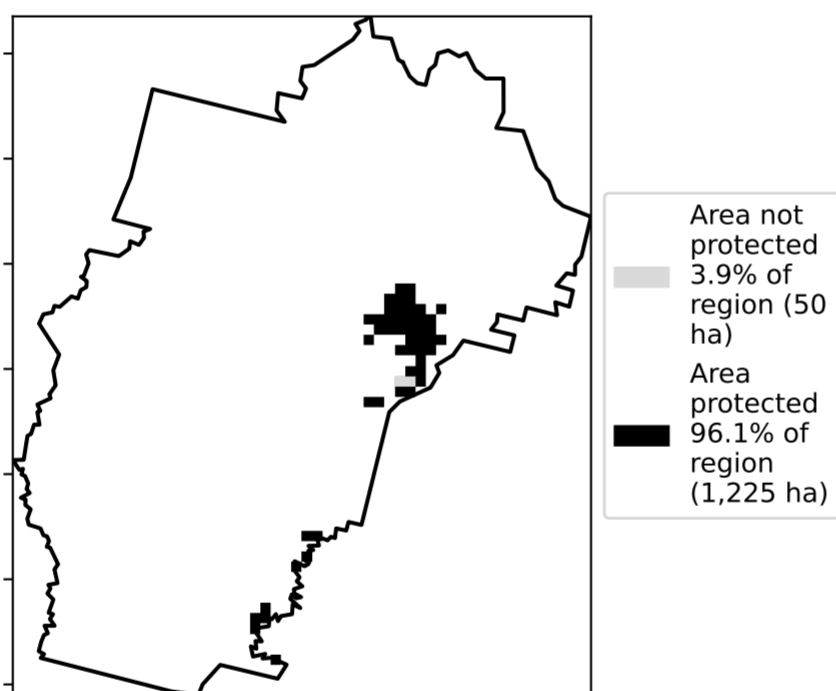 Area not
protected
3.9% of
region (50
ha)
Area
protected
96.1% of
region
(1,225 ha)